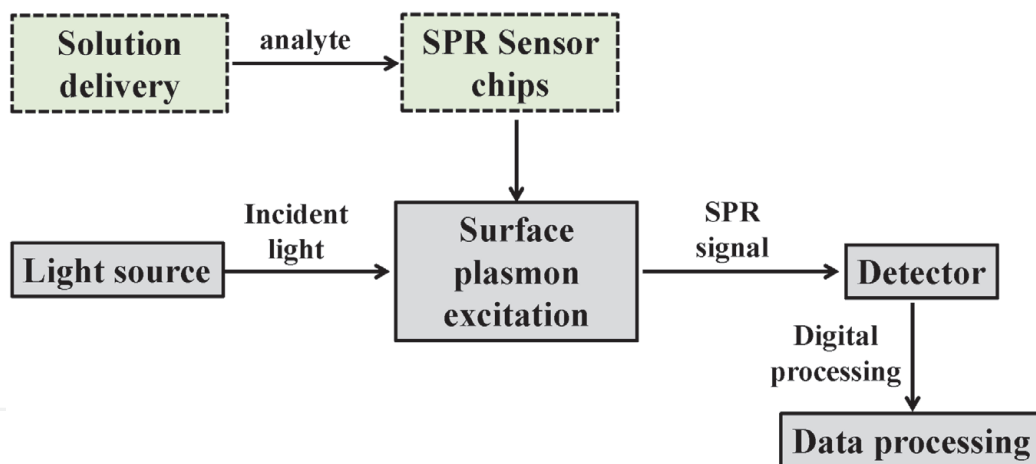 Solution
delivery
analyte
SPR Sensor
chips
Light source
Incident
light
Surface
plasmon
excitation
SPR
signal
Detector
Digital
processing
Data processing